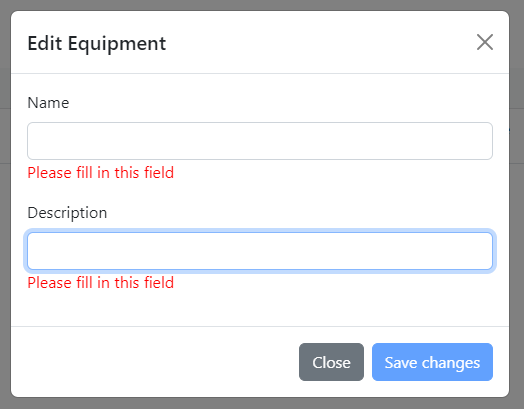 Edit Equipment
Name
Please fill in this field
Description
Please fill in this field
Close Save changes